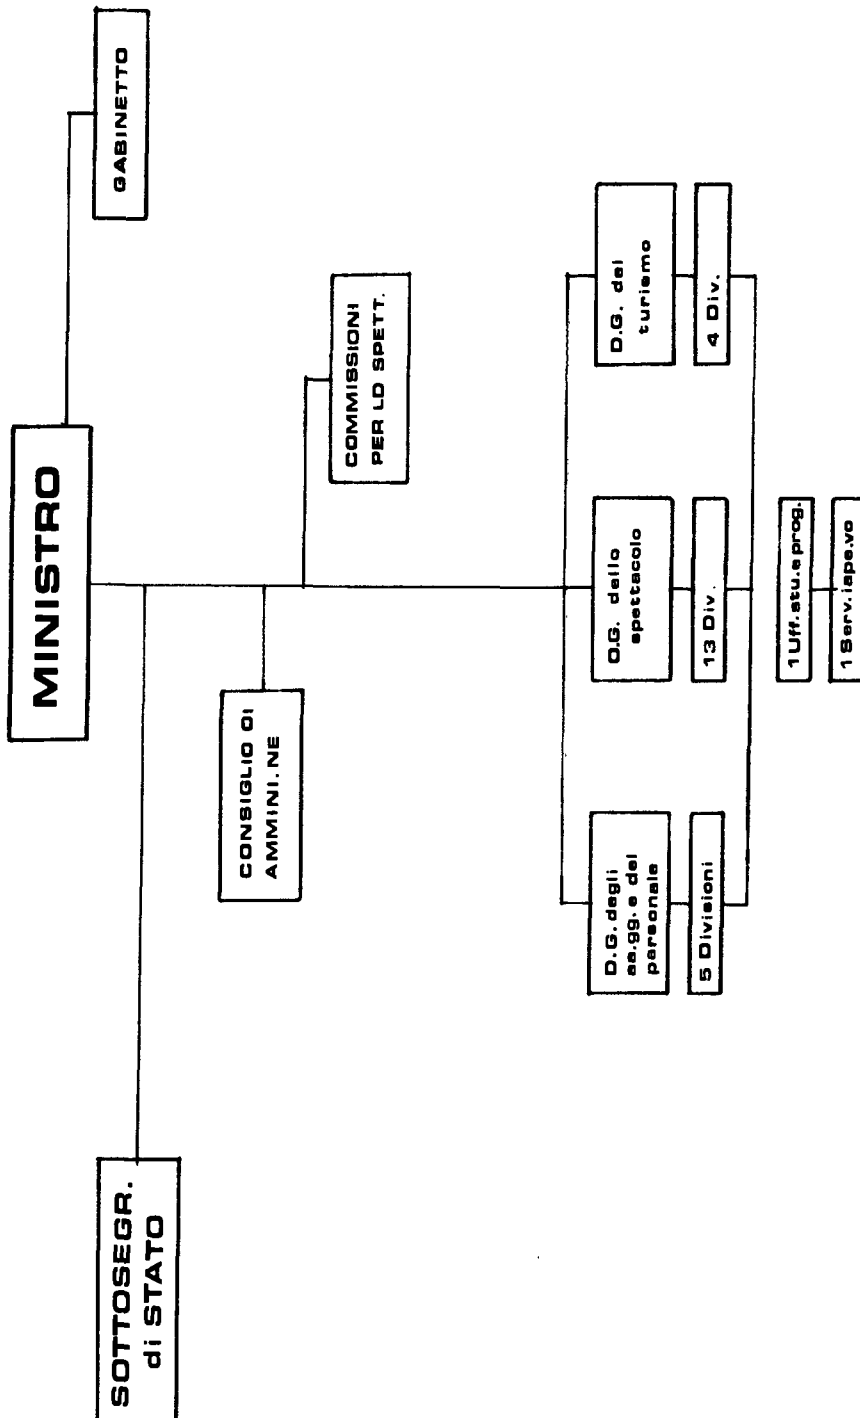 MINISTRO
GABINETTO
SOTTOSEGR.
di STATO
CONSIGLIO DI
AMMINI.NE
COMMISSIONI
PER LO SPETT.
D.G. degli
aa.gg. e del
personale
5 Divisioni
D.G. dello
spettacolo
13 Div.
D.G. del
turismo
4 Div.
1 Uff. stu. e prog.
1 Serv. ispe.vo